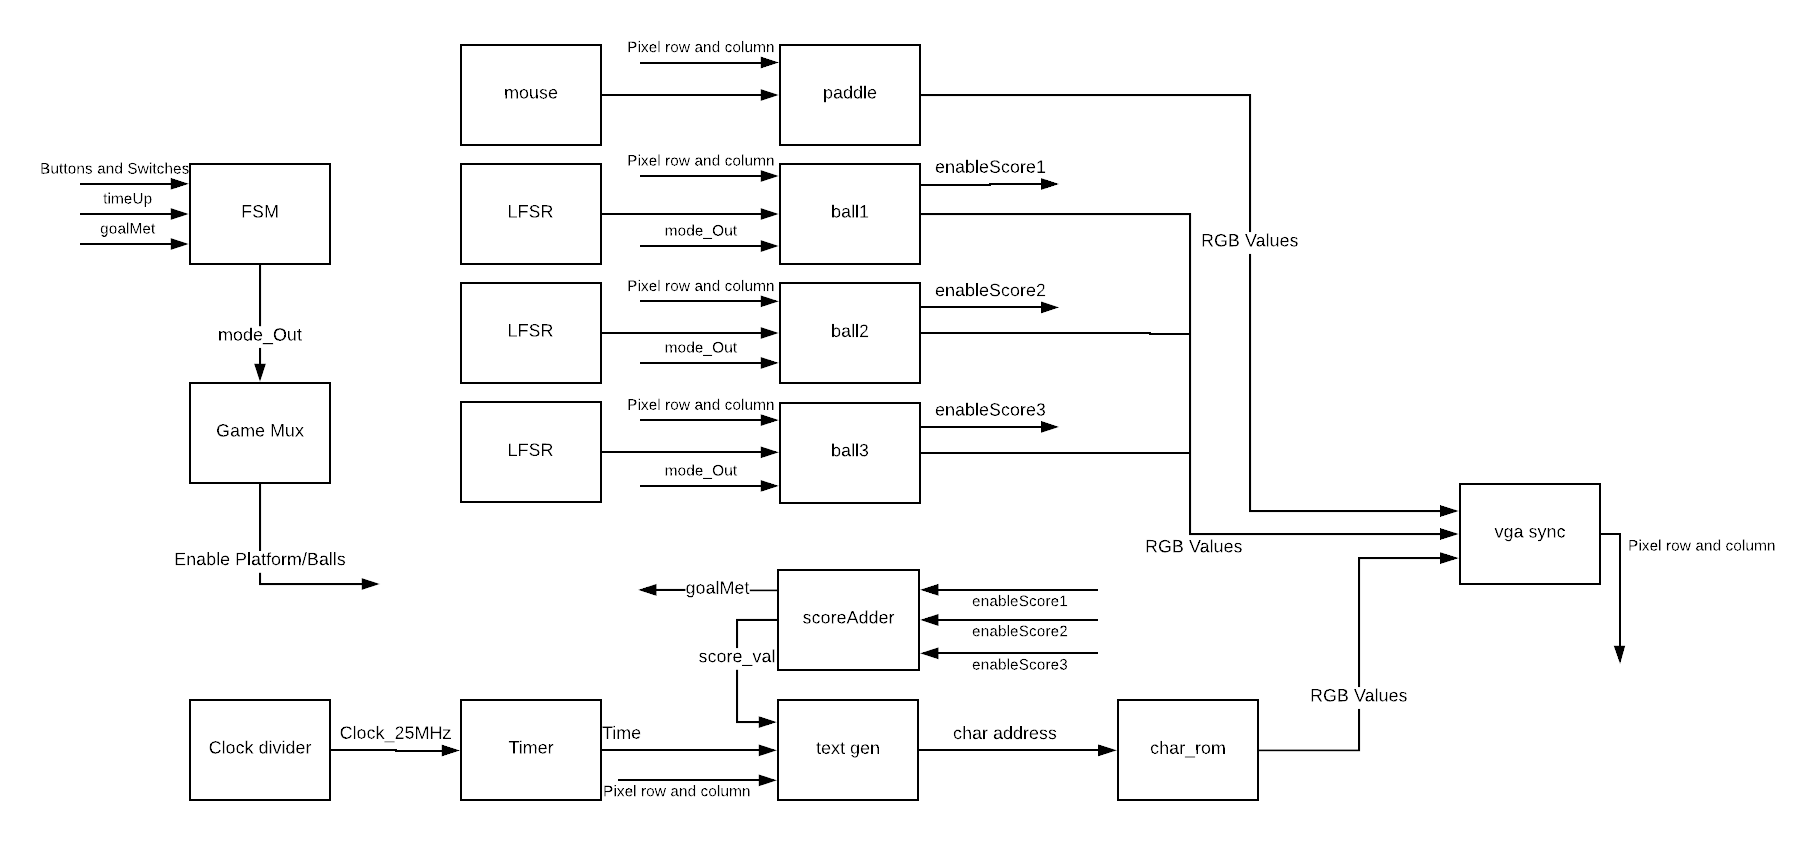 Pixel row and column
mouse
paddle
Buttons and Switches
timeUp
goalMet
FSM
LFSR
Pixel row and column
mode_Out
ball1
enableScore1
RGB Values
LFSR
Pixel row and column
mode_Out
ball2
enableScore2
mode_Out
Game Mux
LFSR
Pixel row and column
mode_Out
ball3
enableScore3
RGB Values
vga sync
Pixel row and column
Enable Platform/Balls
goalMet
scoreAdder
enableScore1
enableScore2
enableScore3
score_val
RGB Values
Clock divider
Clock_25MHz
Timer
Time
Pixel row and column
text gen
char address
char_rom